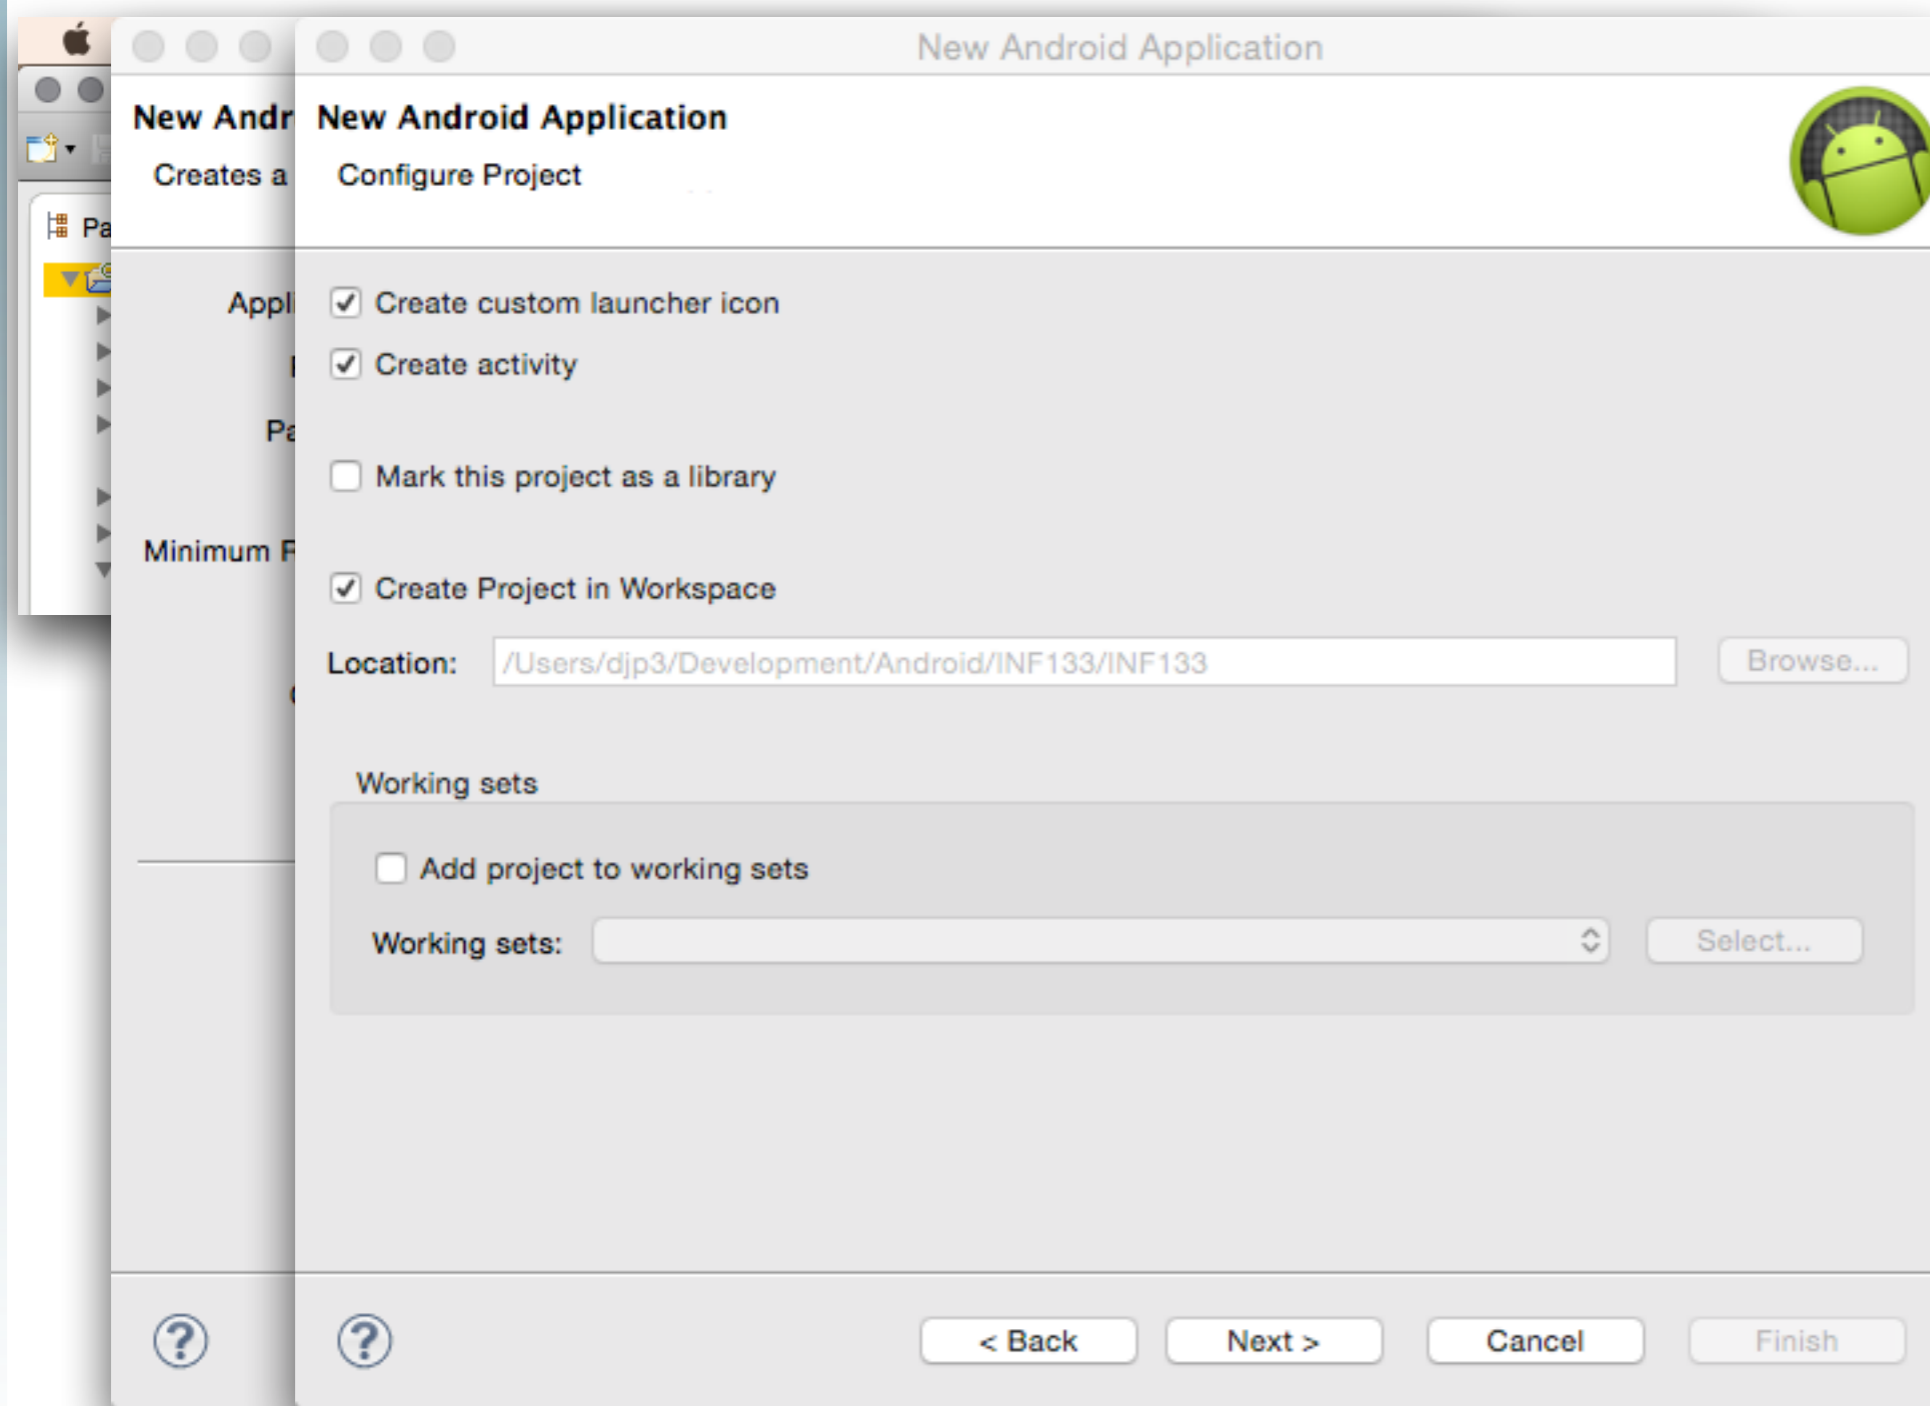 New Android Application
New Andr
New Android Application
Creates a
Configure Project
Pa
Appli
Create custom launcher icon
Create activity
Pa
Mark this project as a library
Minimum
Create Project in Workspace
Location: /Users/djp3/Development/Android/INF133/INF133 Browse...
Working sets
Add project to working sets
Working sets: Select...
? ? < Back Next > Cancel Finish